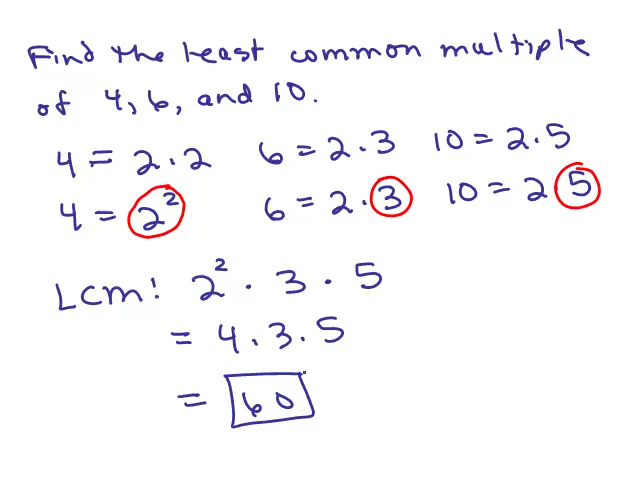 Find the least common multiple
of 4, 6, and 10.
4 = 2 · 2 6 = 2 · 3 10 = 2 · 5
4 = 2² 6 = 2 · 3 10 = 2 5
LCM: 2² · 3 · 5
= 4 · 3 · 5
= 60